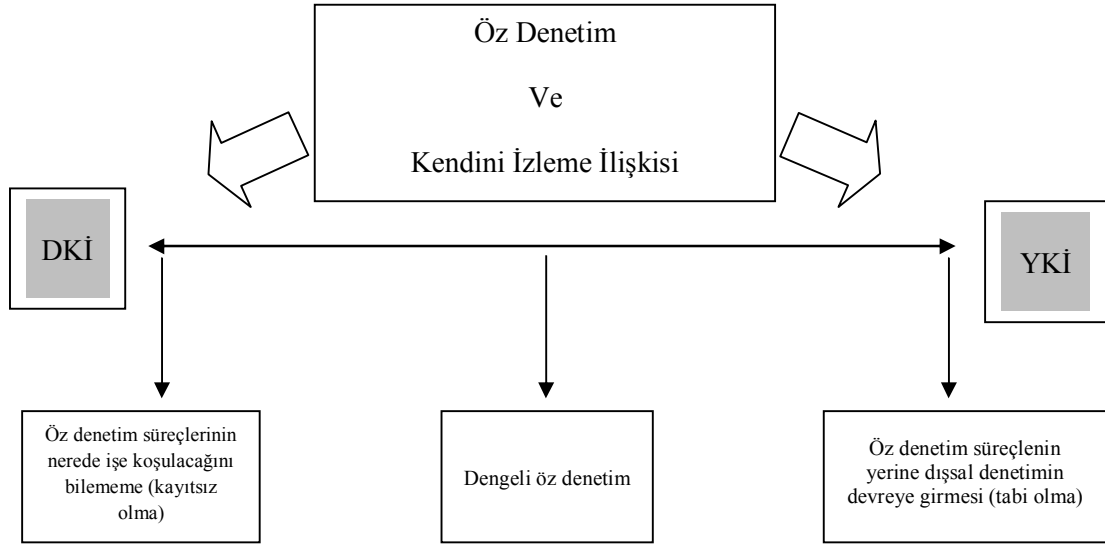 Öz Denetim
Ve
Kendini İzleme İlişkisi
DKİ
YKİ
Öz denetim süreçlerinin
nerede işe koşulacağını
bilememe (kayıtsız
olma)
Dengeli öz denetim
Öz denetim süreçlenin
yerine dışsal denetimin
devreye girmesi (tabi olma)